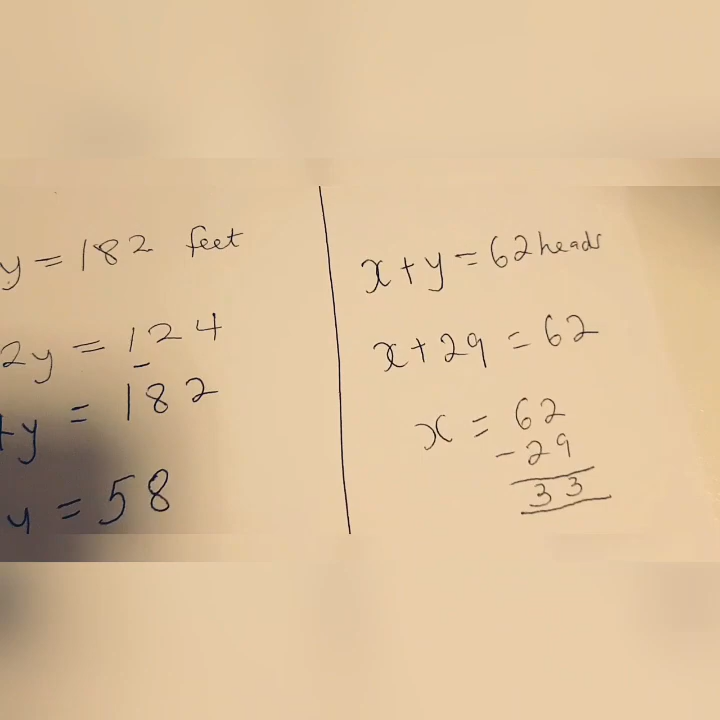 y = 182 feet
2y = 124
+y = 182
y = 58
x + y = 62 heads
x + 29 = 62
x = 62
- 29
33